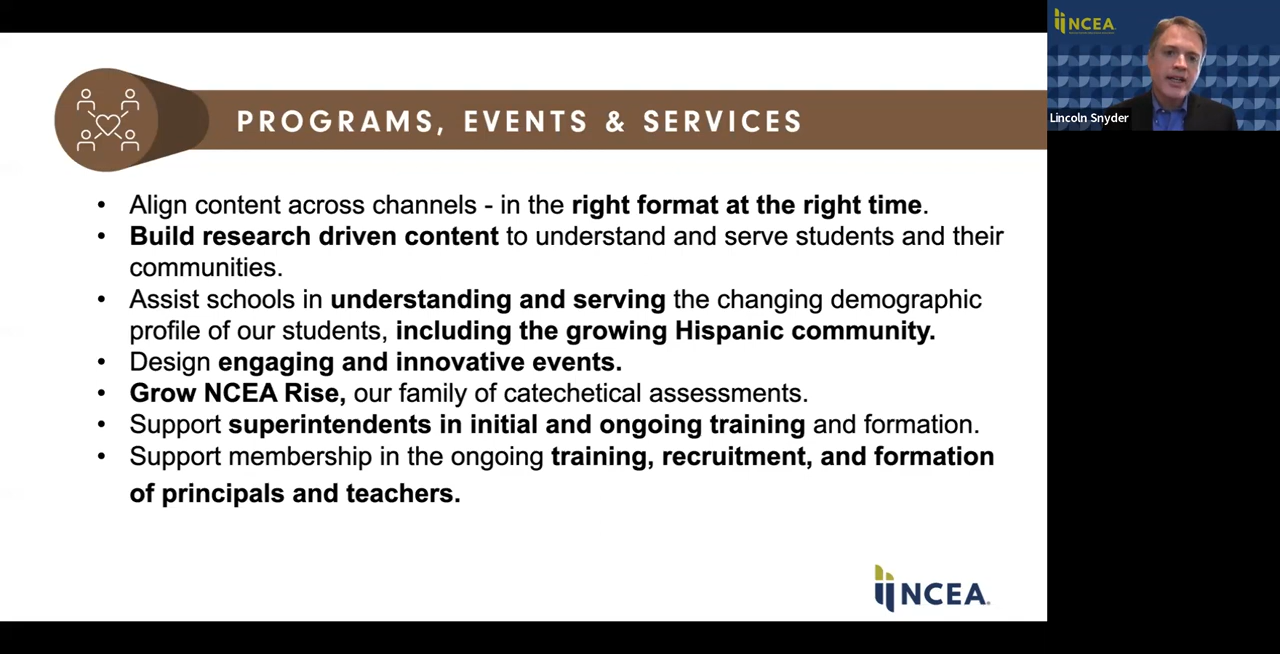 PROGRAMS, EVENTS & SERVICES
• Align content across channels - in the right format at the right time.
• Build research driven content to understand and serve students and their
communities.
• Assist schools in understanding and serving the changing demographic
profile of our students, including the growing Hispanic community.
• Design engaging and innovative events.
• Grow NCEA Rise, our family of catechetical assessments.
• Support superintendents in initial and ongoing training and formation.
• Support membership in the ongoing training, recruitment, and formation
of principals and teachers.
NCEA
NCEA
Lincoln Snyder